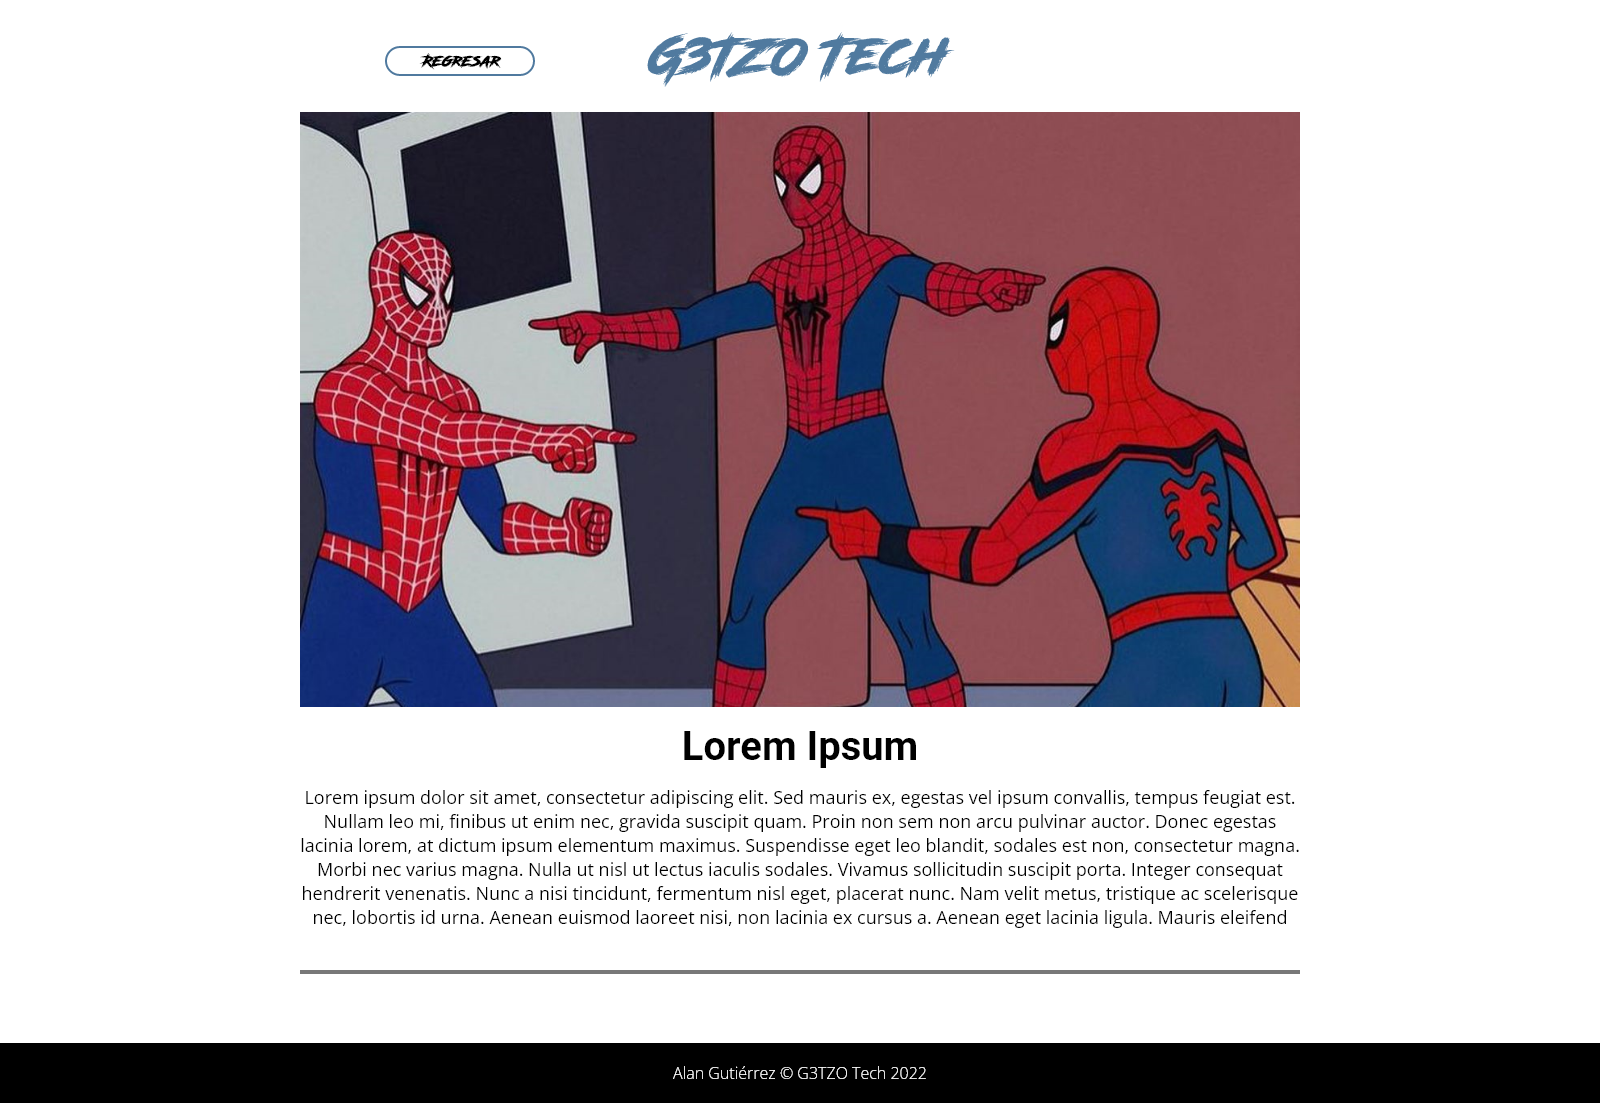 REGRESAR
G3TZO TECH
Lorem Ipsum
Lorem ipsum dolor sit amet, consectetur adipiscing elit. Sed mauris ex, egestas vel ipsum convallis, tempus feugiat est.
Nullam leo mi, finibus ut enim nec, gravida suscipit quam. Proin non sem non arcu pulvinar auctor. Donec egestas
lacinia lorem, at dictum ipsum elementum maximus. Suspendisse eget leo blandit, sodales est non, consectetur magna.
Morbi nec varius magna. Nulla ut nisl ut lectus iaculis sodales. Vivamus sollicitudin suscipit porta. Integer consequat
hendrerit venenatis. Nunc a nisi tincidunt, fermentum nisl eget, placerat nunc. Nam velit metus, tristique ac scelerisque
nec, lobortis id urna. Aenean euismod laoreet nisi, non lacinia ex cursus a. Aenean eget lacinia ligula. Mauris eleifend
Alan Gutiérrez © G3TZO Tech 2022